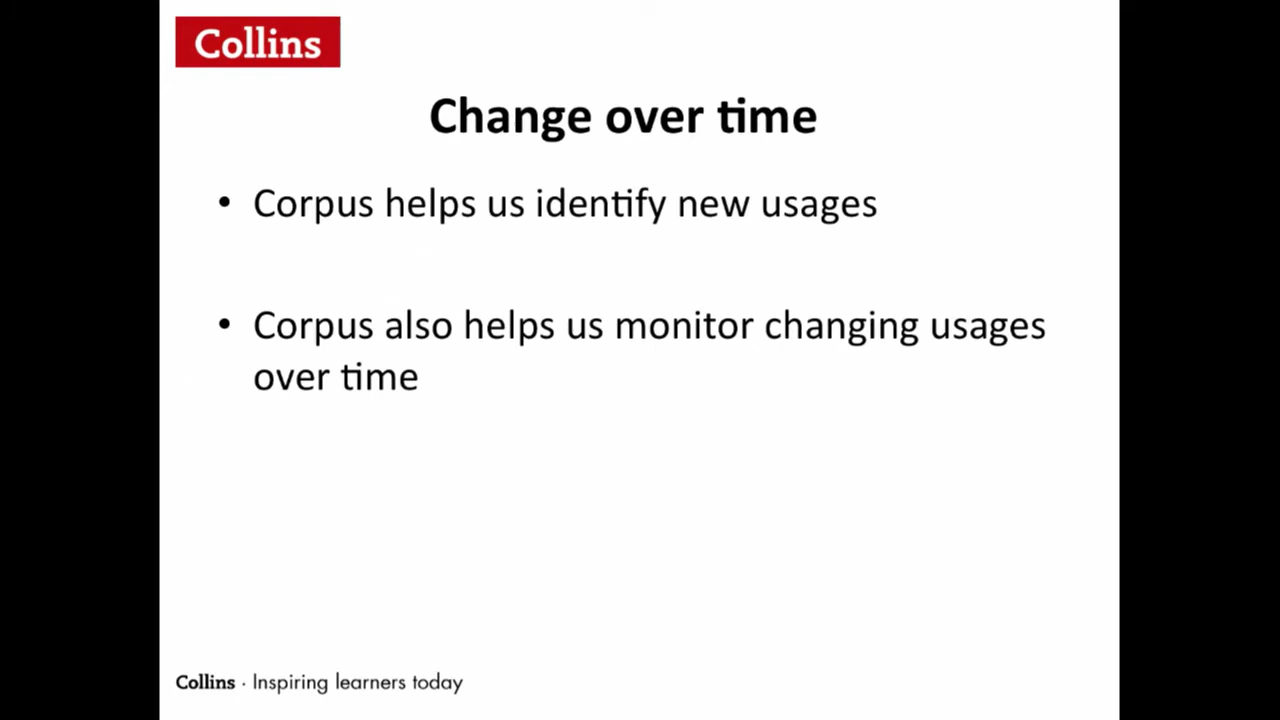 Collins
Change over time
• Corpus helps us identify new usages
• Corpus also helps us monitor changing usages
over time
Collins · Inspiring learners today